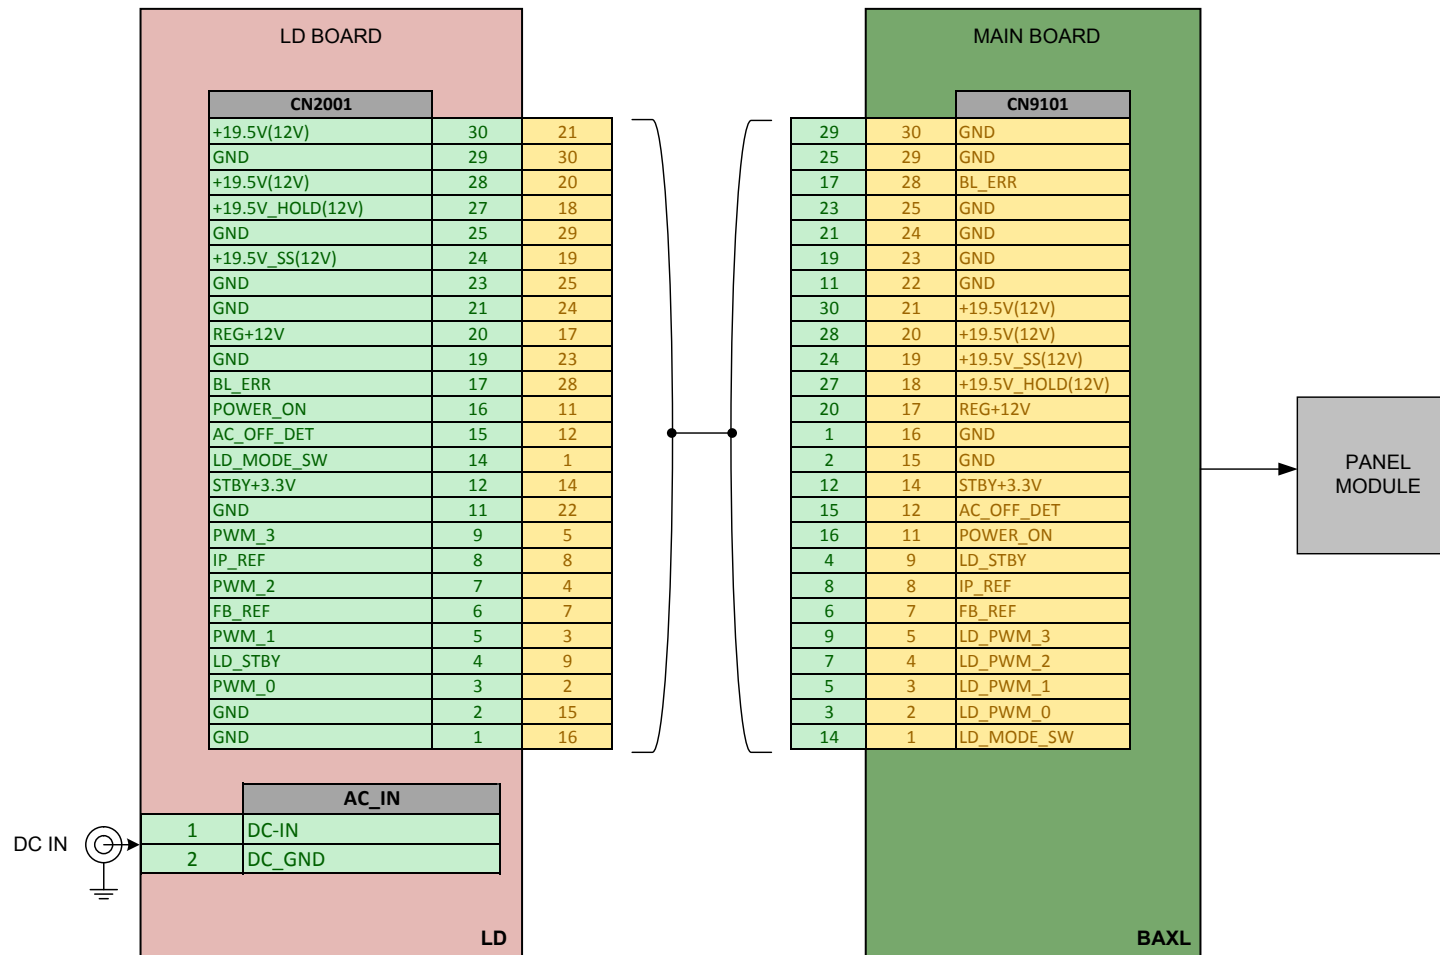 LD BOARD
MAIN BOARD
CN2001
+19.5V(12V) 30 21
GND 29 30
+19.5V(12V) 28 20
+19.5V_HOLD(12V) 27 18
GND 25 29
+19.5V_SS(12V) 24 19
GND 23 25
GND 21 24
REG+12V 20 17
GND 19 23
BL_ERR 17 28
POWER_ON 16 11
AC_OFF_DET 15 12
LD_MODE_SW 14 1
STBY+3.3V 12 14
GND 11 22
PWM_3 9 5
IP_REF 8 8
PWM_2 7 4
FB_REF 6 7
PWM_1 5 3
LD_STBY 4 9
PWM_0 3 2
GND 2 15
GND 1 16
CN9101
29 30 GND
25 29 GND
17 28 BL_ERR
23 25 GND
21 24 GND
19 23 GND
11 22 GND
30 21 +19.5V(12V)
28 20 +19.5V(12V)
24 19 +19.5V_SS(12V)
27 18 +19.5V_HOLD(12V)
20 17 REG+12V
1 16 GND
2 15 GND
12 14 STBY+3.3V
15 12 AC_OFF_DET
16 11 POWER_ON
4 9 LD_STBY
8 8 IP_REF
6 7 FB_REF
9 5 LD_PWM_3
7 4 LD_PWM_2
5 3 LD_PWM_1
3 2 LD_PWM_0
14 1 LD_MODE_SW
PANEL
MODULE
AC_IN
DC IN
1 DC-IN
2 DC_GND
LD
BAXL